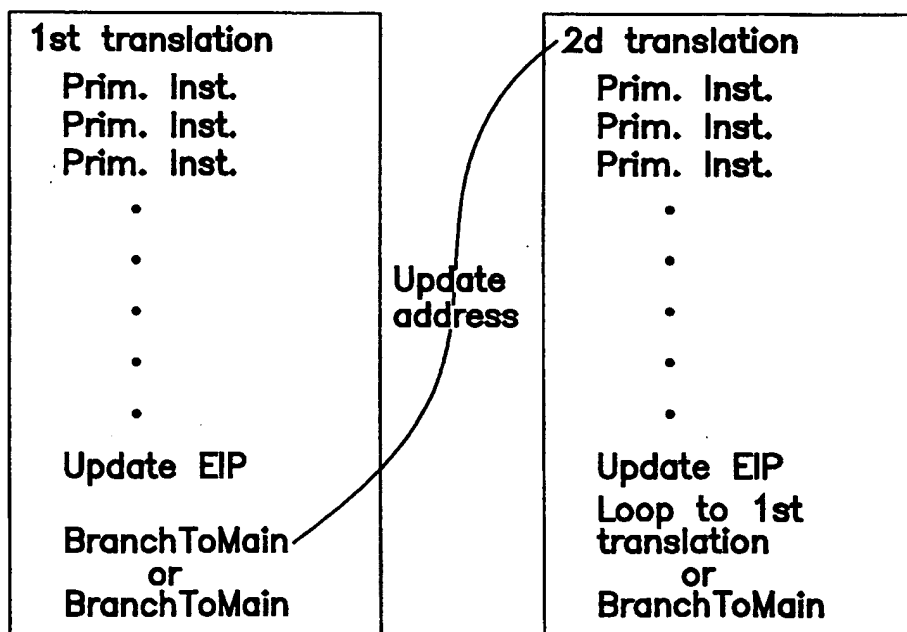 1st translation
Prim. Inst.
Prim. Inst.
Prim. Inst.
Update EIP
BranchToMain
or
BranchToMain
Update
address
2d translation
Prim. Inst.
Prim. Inst.
Prim. Inst.
Update EIP
Loop to 1st
translation
or
BranchToMain